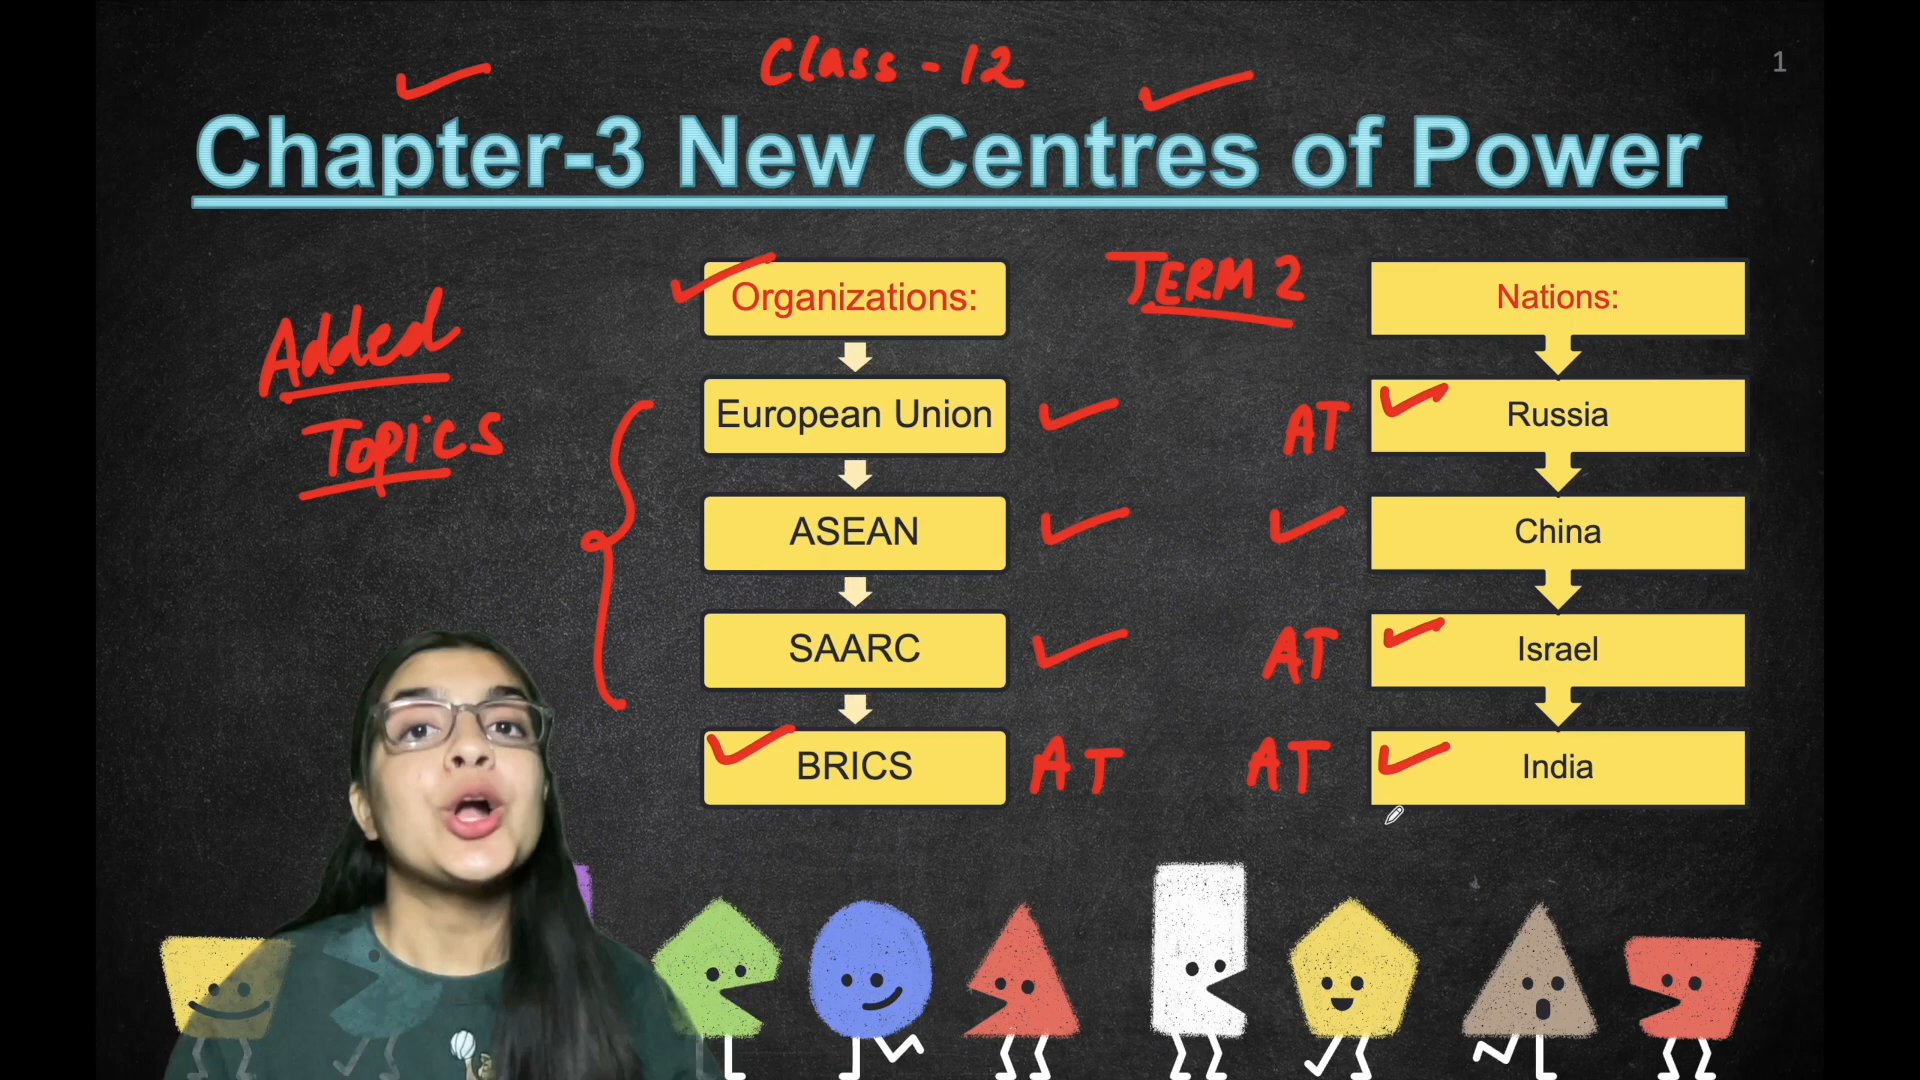 Class - 12
1
Chapter-3 New Centres of Power
Added
Topics
Organizations:
European Union
ASEAN
SAARC
BRICS
AT
TERM 2
Nations:
AT
Russia
China
AT
Israel
AT
India